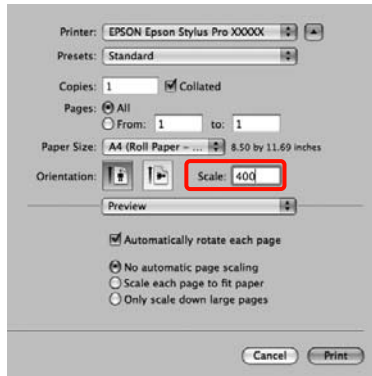 Printer: EPSON Epson Stylus Pro XXXXX
Presets: Standard
Copies: 1 Collated
Pages: All
From: 1 to: 1
Paper Size: A4 (Roll Paper – ... 8.50 by 11.69 inches
Orientation: Scale: 400
Preview
Automatically rotate each page
No automatic page scaling
Scale each page to fit paper
Only scale down large pages
Cancel Print